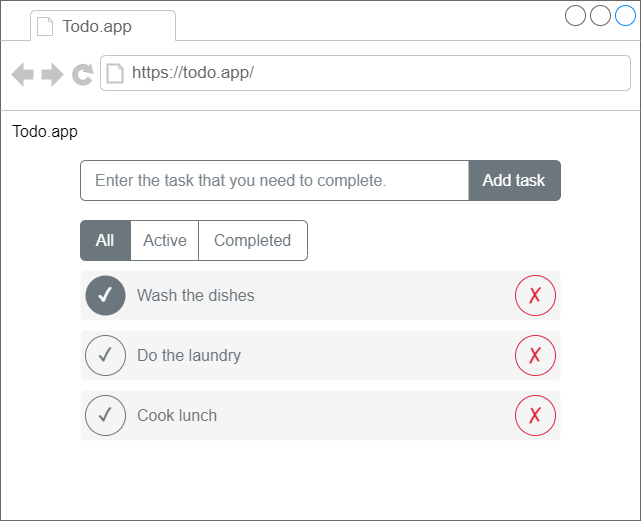 Todo.app
https://todo.app/
Todo.app
Enter the task that you need to complete. Add task
All Active Completed
✓ Wash the dishes ✗
✓ Do the laundry ✗
✓ Cook lunch ✗